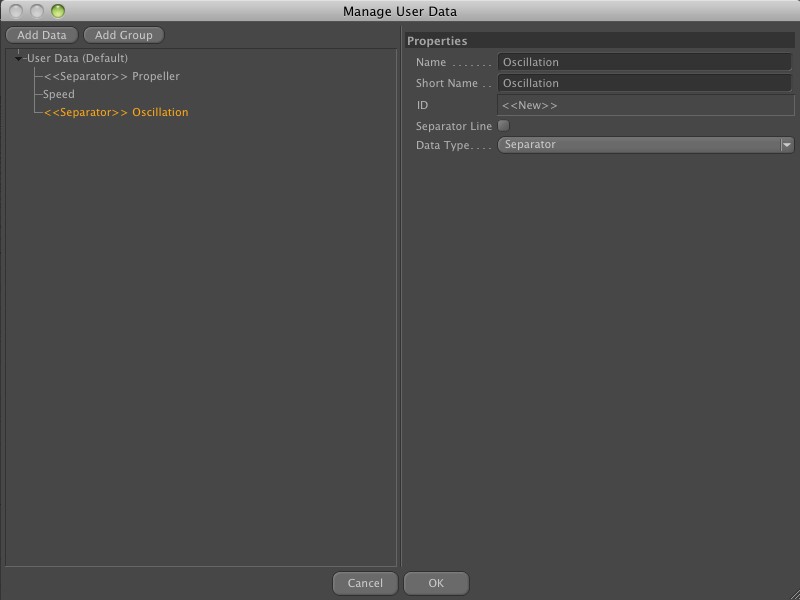 Manage User Data
Add Data Add Group
User Data (Default)
<<Separator>> Propeller
Speed
<<Separator>> Oscillation
Properties
Name . . . . . . . Oscillation
Short Name . . Oscillation
ID <<New>>
Separator Line
Data Type. . . . Separator
Cancel OK